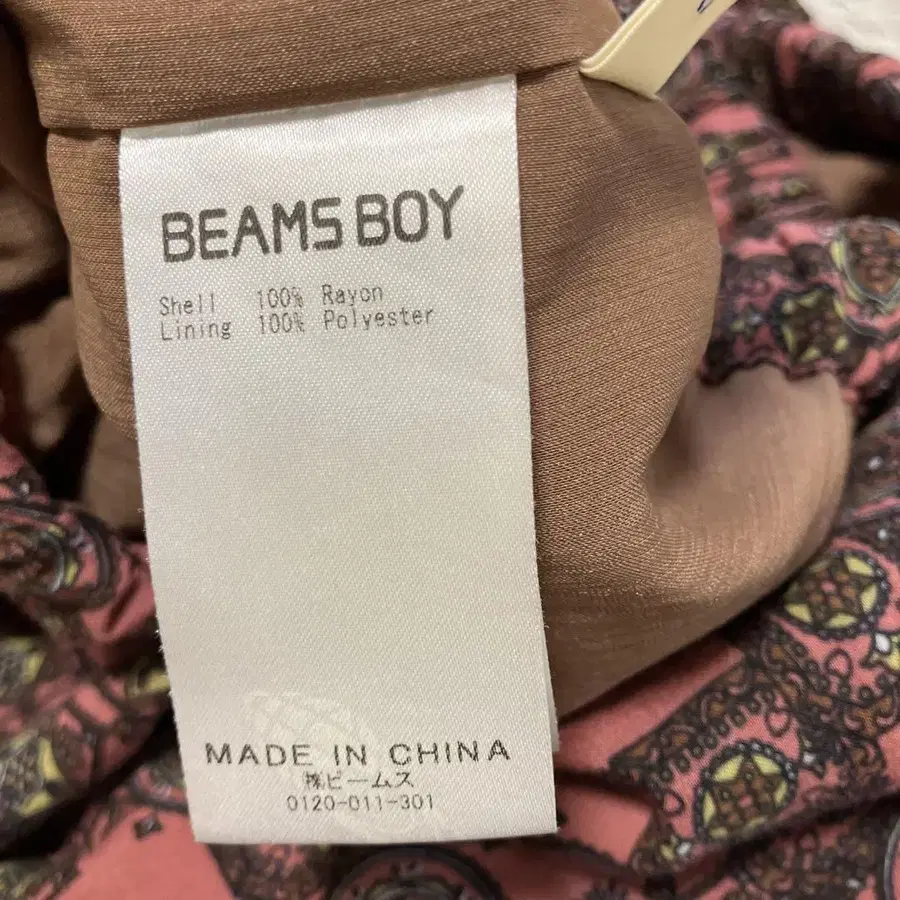 BEAMS BOY
Shell 100% Rayon
Lining 100% Polyester
MADE IN CHINA
㈱ビームス
0120-011-301